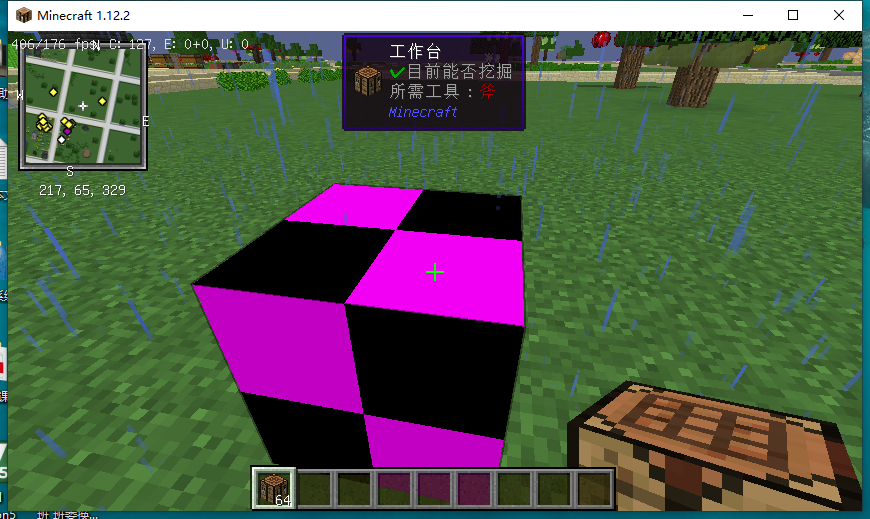 Minecraft 1.12.2
406/176 fps, C: 127, E: 0+0, U: 0
N
W
E
S
217, 65, 329
工作台
✔目前能否挖掘
所需工具：斧
Minecraft
64